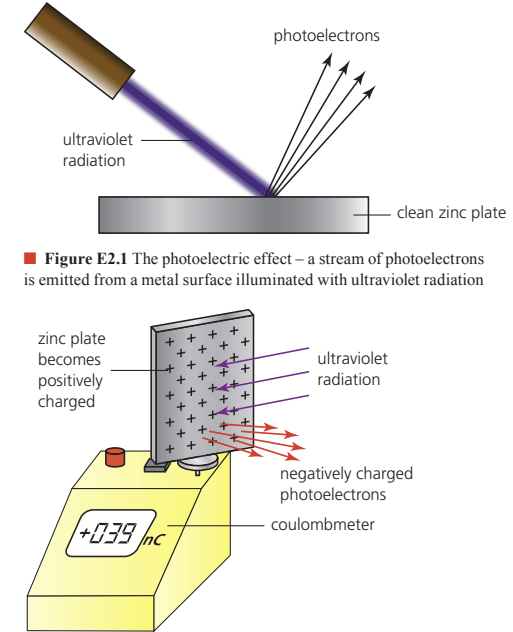 photoelectrons
ultraviolet
radiation
clean zinc plate
■ Figure E2.1 The photoelectric effect – a stream of photoelectrons
is emitted from a metal surface illuminated with ultraviolet radiation
zinc plate
becomes
positively
charged
ultraviolet
radiation
negatively charged
photoelectrons
coulombmeter
+039 nC